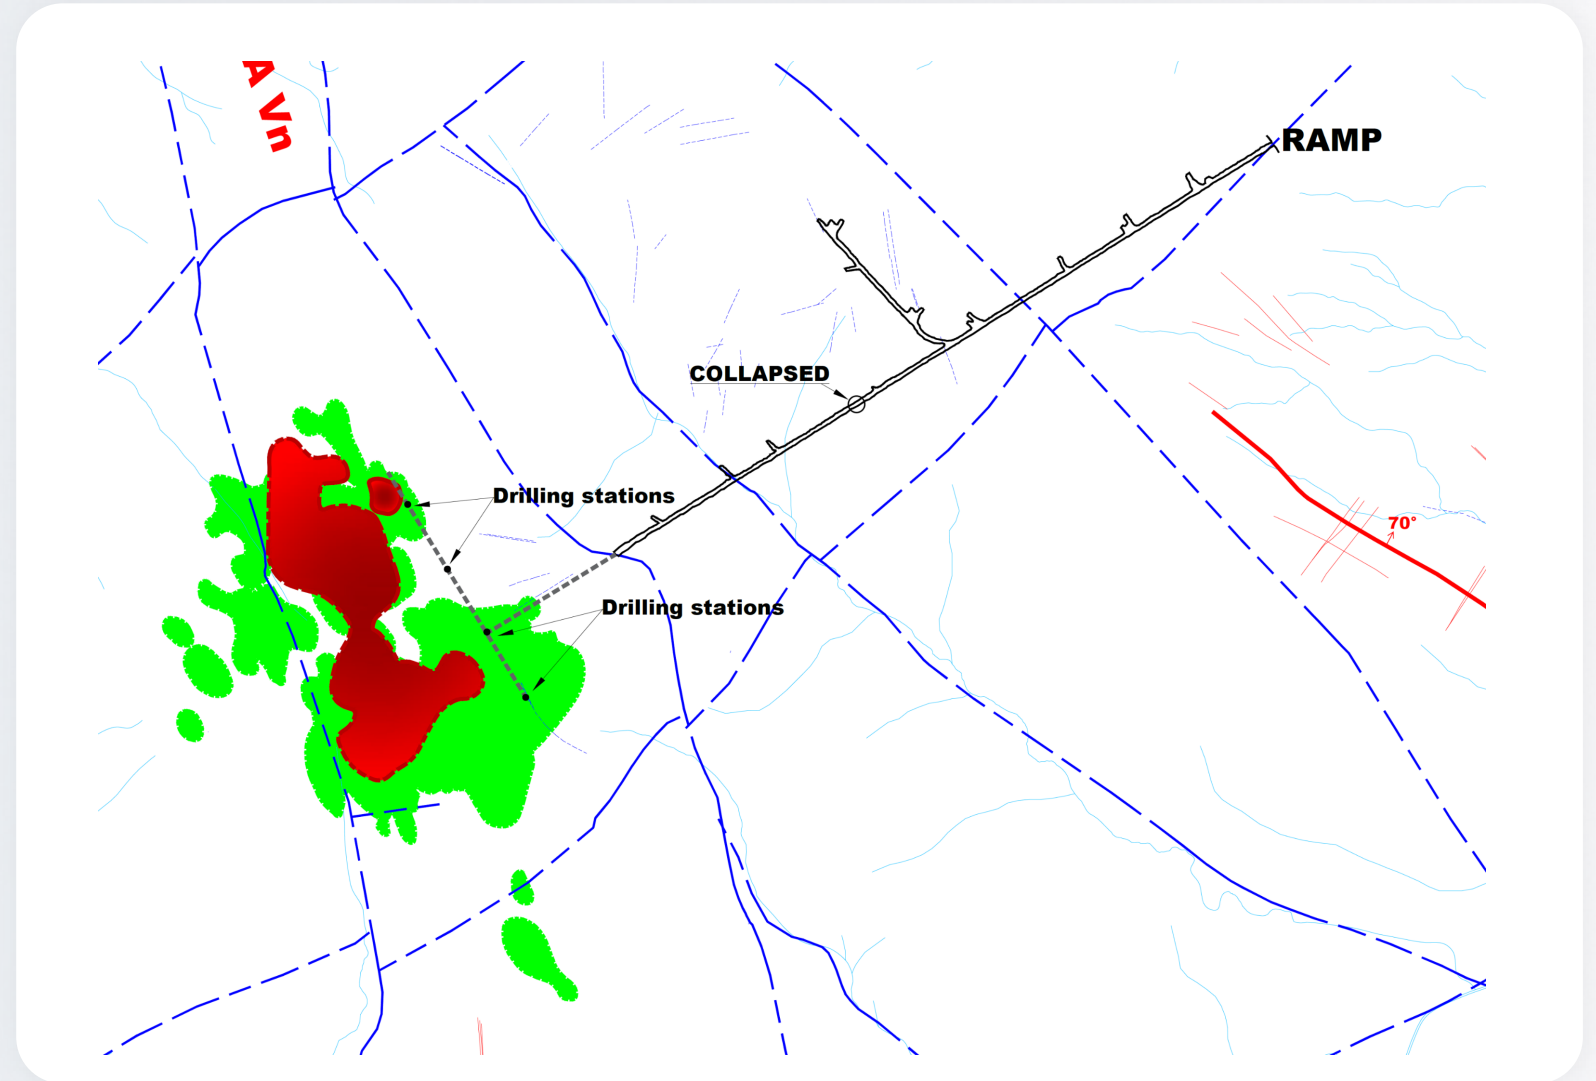 A Vn
RAMP
COLLAPSED
Drilling stations
70°
Drilling stations